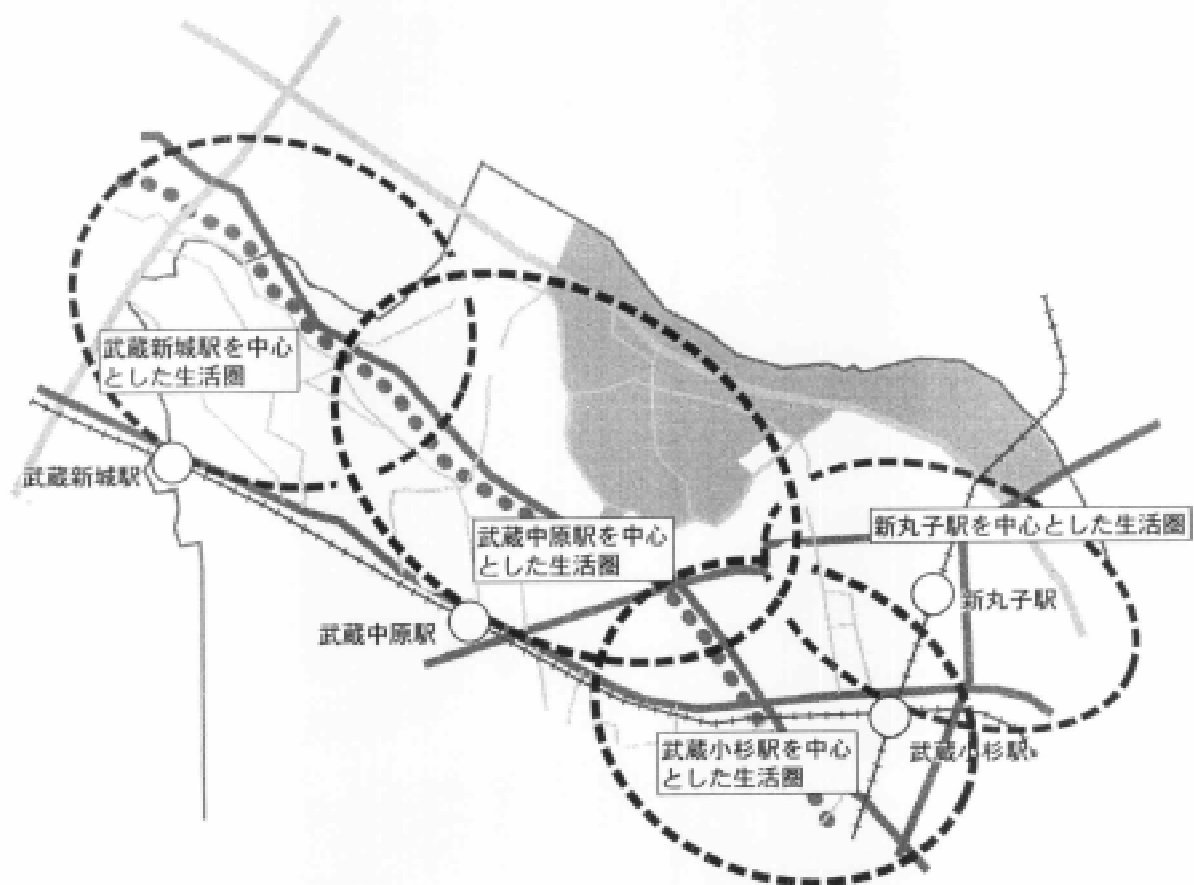 武蔵新城駅を中心
とした生活圏
武蔵新城駅
武蔵中原駅を中心
とした生活圏
新丸子駅を中心とした生活圏
新丸子駅
武蔵中原駅
武蔵小杉駅を中心
とした生活圏
武蔵小杉駅